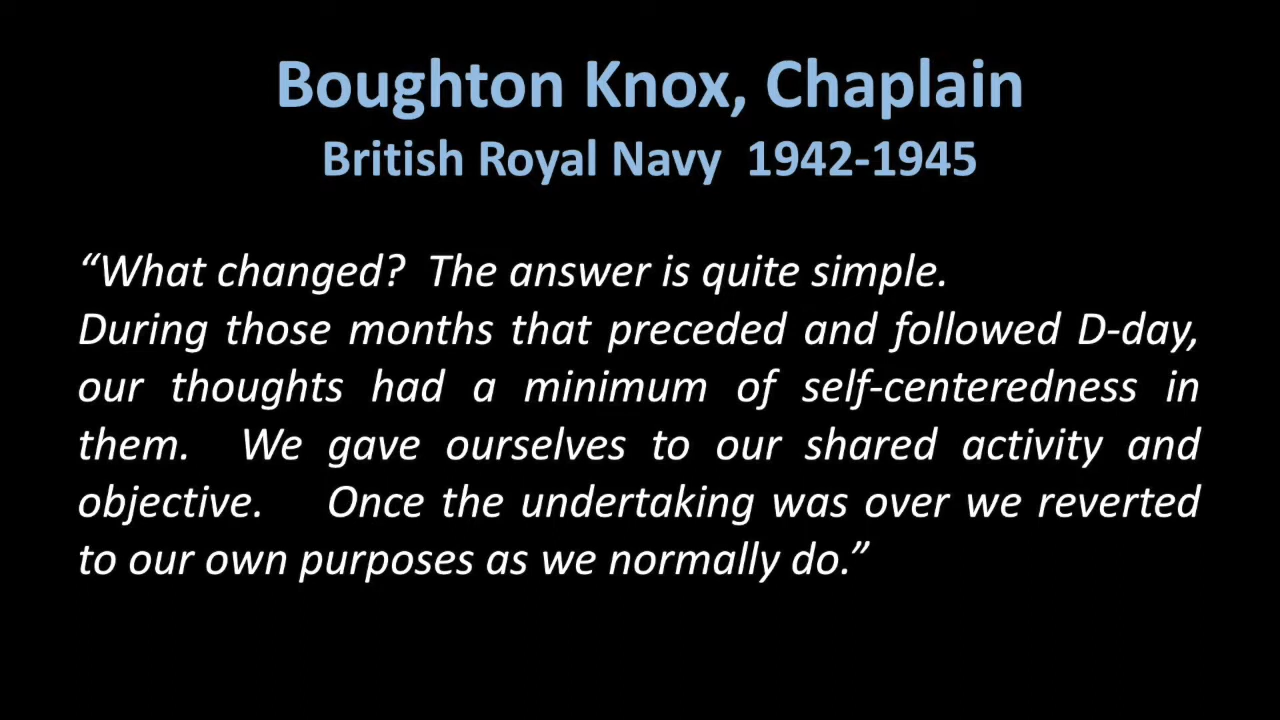 Boughton Knox, Chaplain
British Royal Navy  1942-1945
“What changed?  The answer is quite simple.
During those months that preceded and followed D-day,
our thoughts had a minimum of self-centeredness in
them.  We gave ourselves to our shared activity and
objective.   Once the undertaking was over we reverted
to our own purposes as we normally do.”